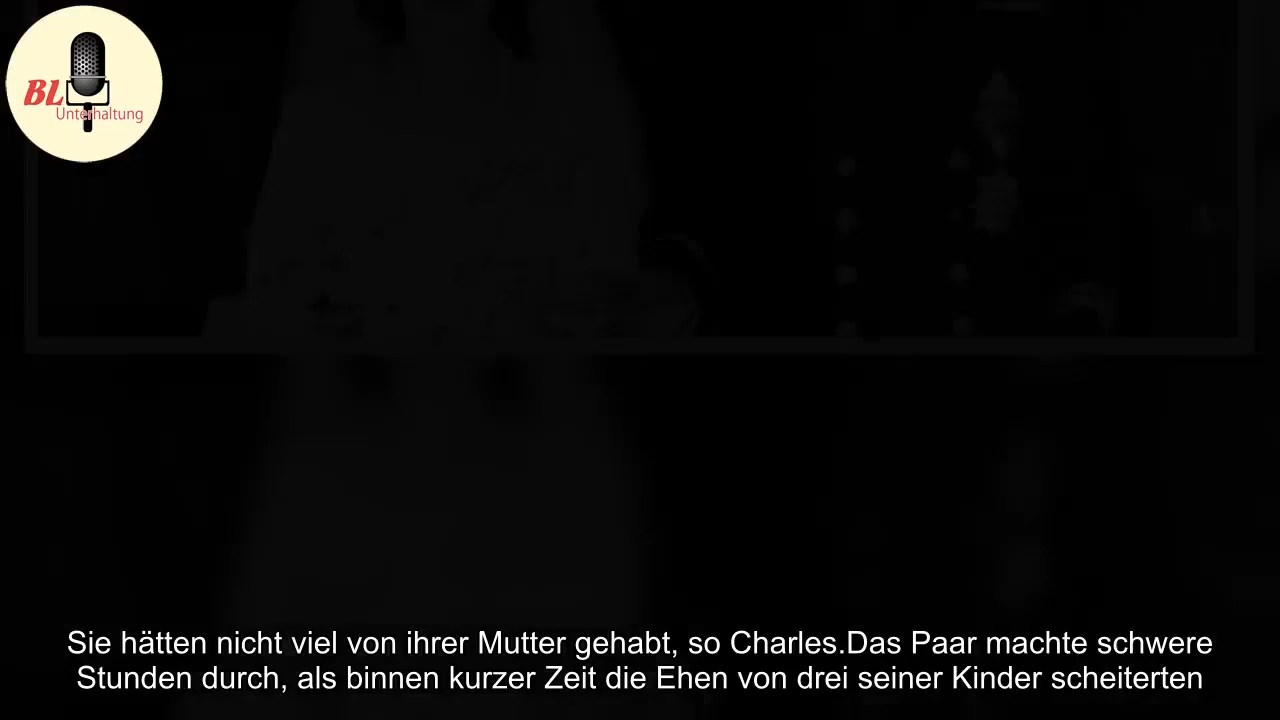 BL
Unterhaltung
Sie hätten nicht viel von ihrer Mutter gehabt, so Charles.Das Paar machte schwere
Stunden durch, als binnen kurzer Zeit die Ehen von drei seiner Kinder scheiterten